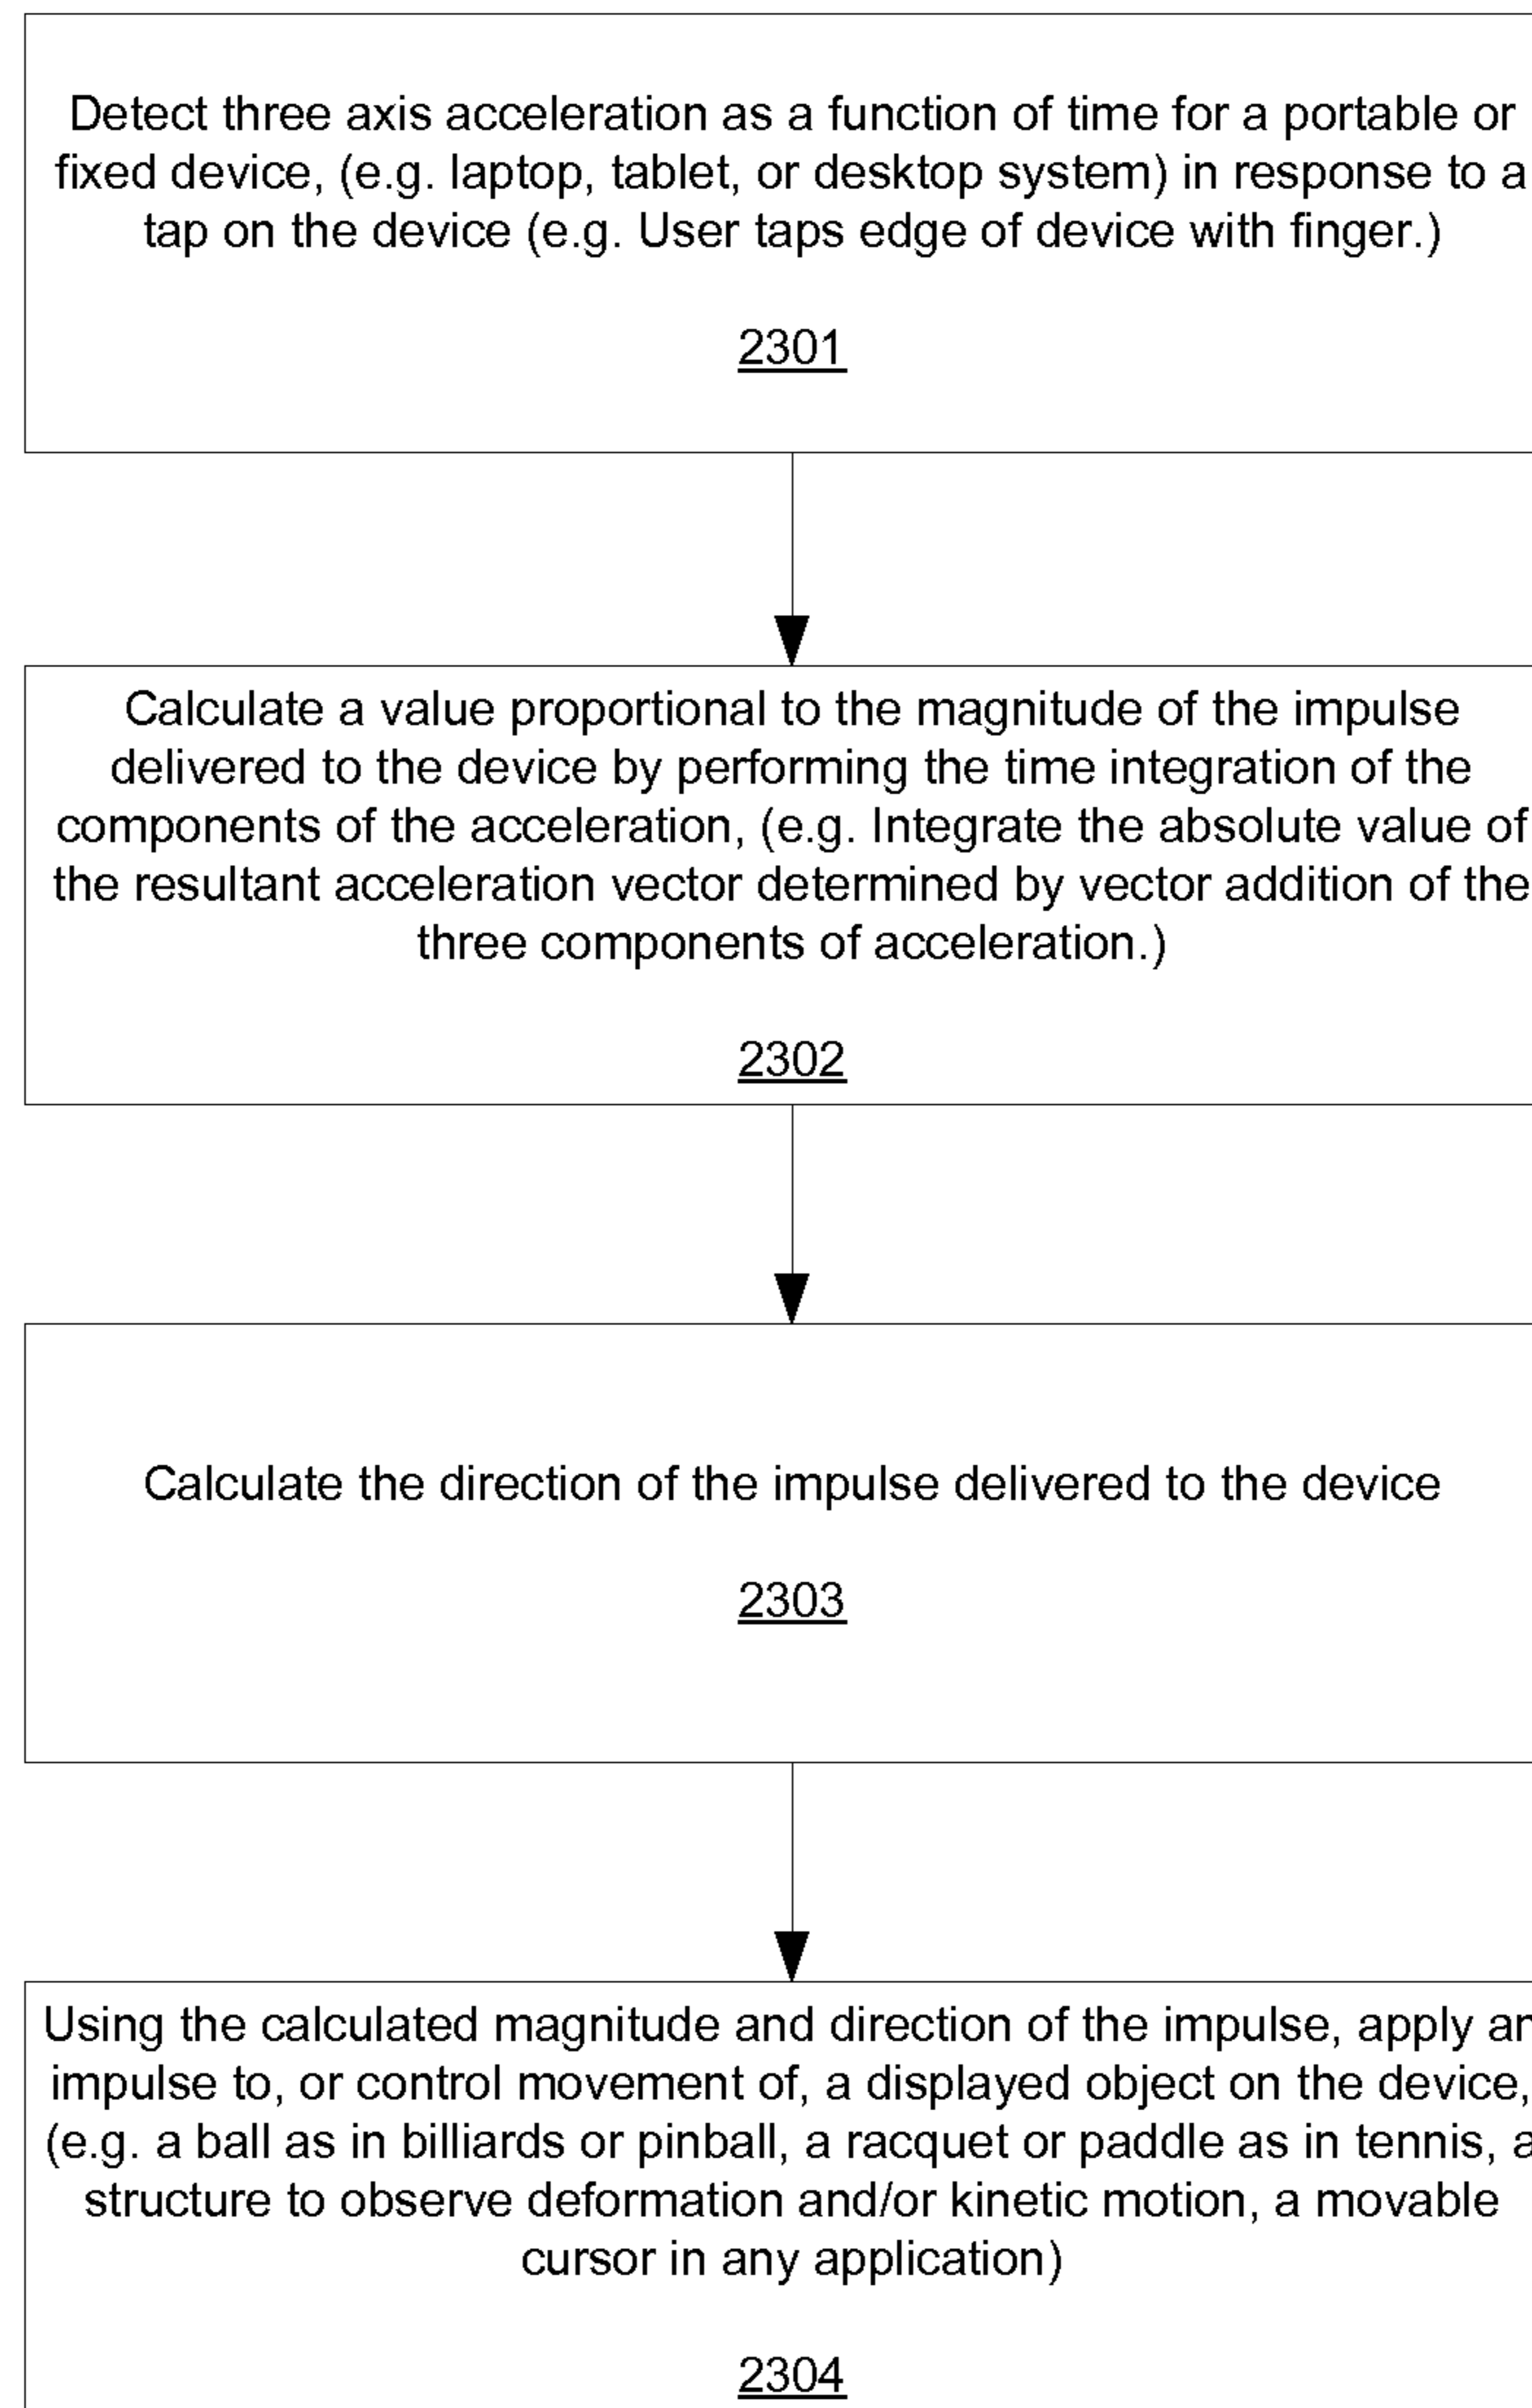 Detect three axis acceleration as a function of time for a portable or
fixed device, (e.g. laptop, tablet, or desktop system) in response to a
tap on the device (e.g. User taps edge of device with finger.)
2301
Calculate a value proportional to the magnitude of the impulse
delivered to the device by performing the time integration of the
components of the acceleration, (e.g. Integrate the absolute value of
the resultant acceleration vector determined by vector addition of the
three components of acceleration.)
2302
Calculate the direction of the impulse delivered to the device
2303
Using the calculated magnitude and direction of the impulse, apply an
impulse to, or control movement of, a displayed object on the device,
(e.g. a ball as in billiards or pinball, a racquet or paddle as in tennis, a
structure to observe deformation and/or kinetic motion, a movable
cursor in any application)
2304